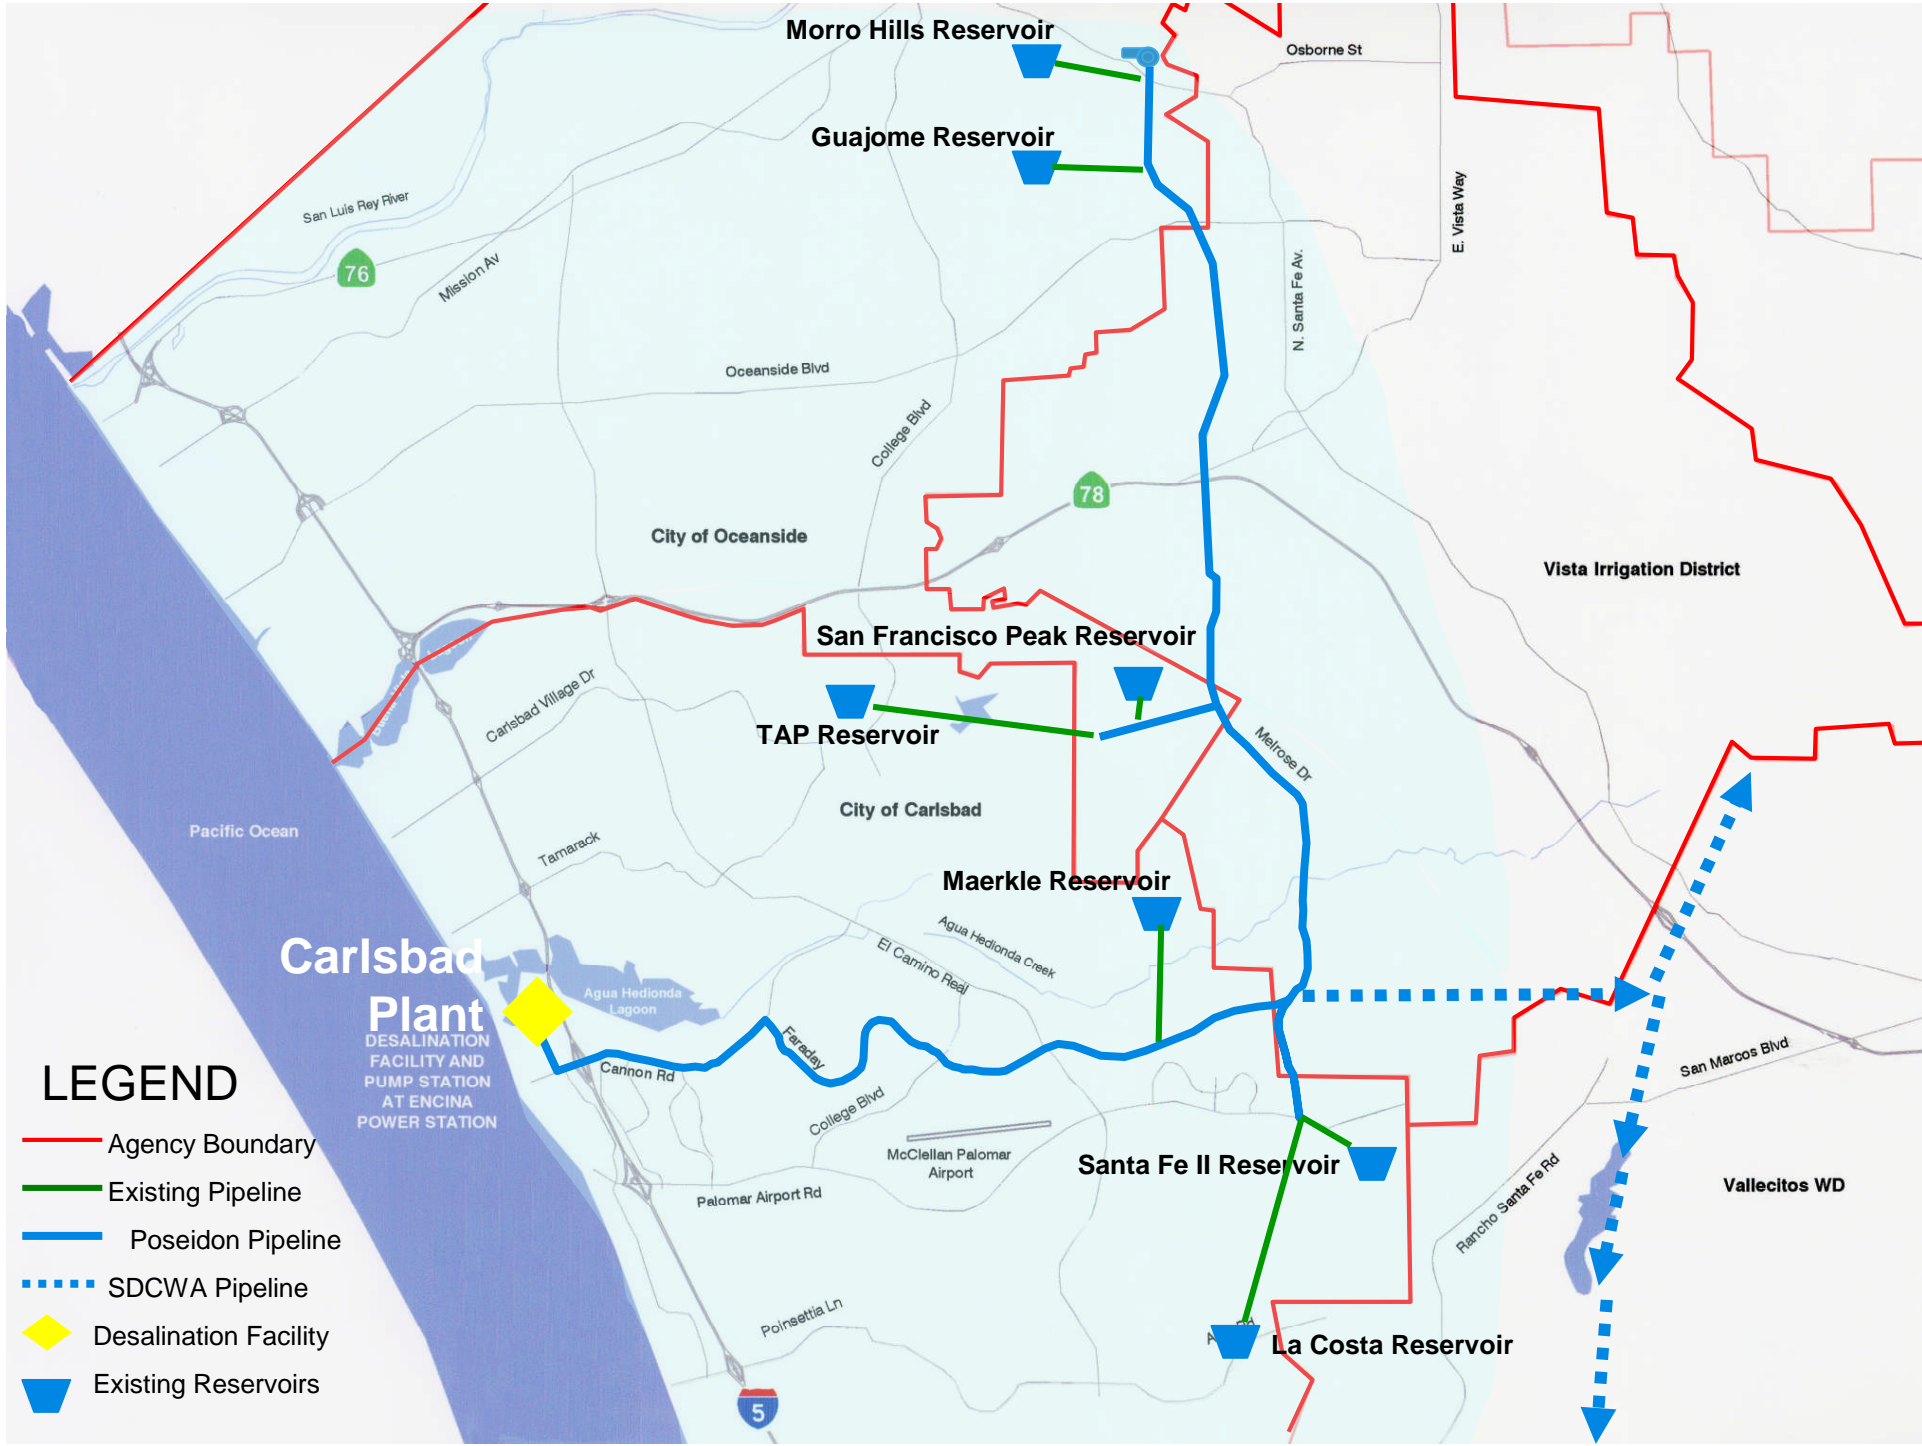 Morro Hills Reservoir
Osborne St
Guajome Reservoir
E. Vista Way
San Luis Rey River
76
Mission Av
N. Santa Fe Av.
Oceanside Blvd
College Blvd
78
City of Oceanside
Vista Irrigation District
San Francisco Peak Reservoir
Carlsbad Village Dr
TAP Reservoir
Melrose Dr
City of Carlsbad
Pacific Ocean
Tamarack
Maerkle Reservoir
Agua Hedionda Creek
El Camino Real
Carlsbad
Plant
Agua Hedionda
Lagoon
DESALINATION
FACILITY AND
PUMP STATION
AT ENCINA
POWER STATION
Faraday
Cannon Rd
San Marcos Blvd
College Blvd
McClellan Palomar
Airport
Santa Fe II Reservoir
Palomar Airport Rd
Rancho Santa Fe Rd
Vallecitos WD
Poinsettia Ln
Rd
La Costa Reservoir
5
LEGEND
Agency Boundary
Existing Pipeline
Poseidon Pipeline
SDCWA Pipeline
Desalination Facility
Existing Reservoirs